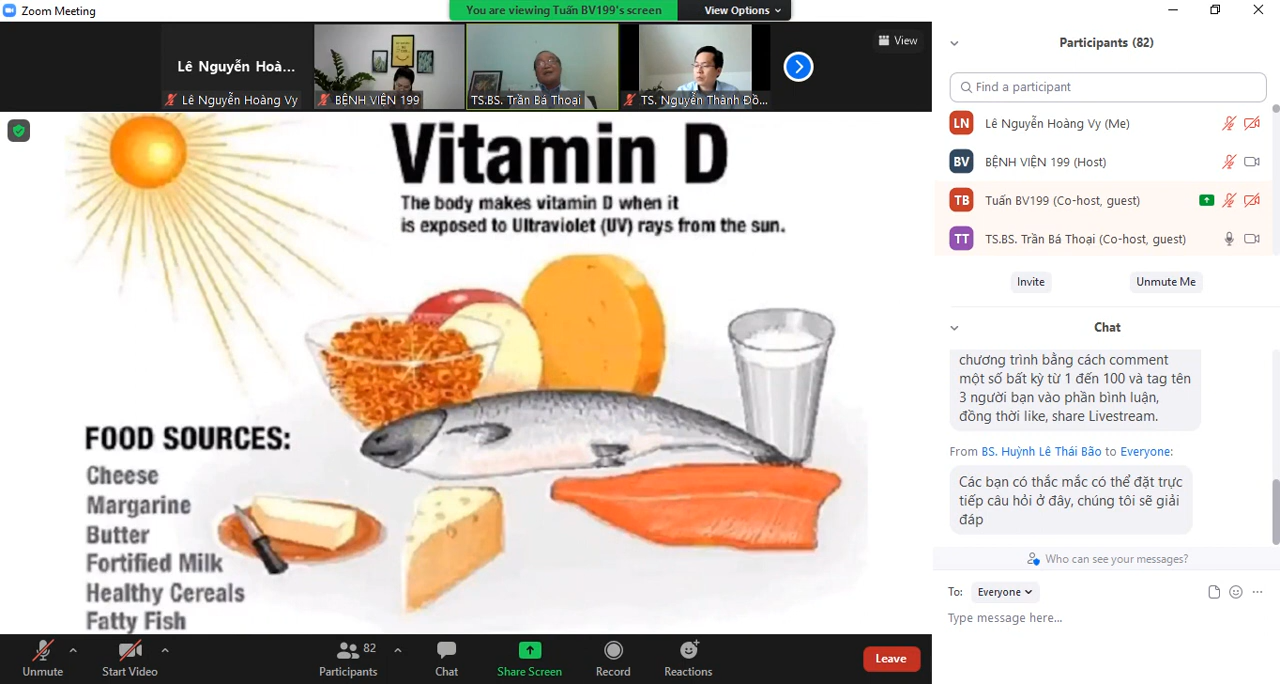 Zoom Meeting
You are viewing Tuấn BV199's screen
View Options
Lê Nguyễn Hoà...
Lê Nguyễn Hoàng Vy
BỆNH VIỆN 199
TS.BS. Trần Bá Thoại
TS. Nguyễn Thành Đồ...
View
Vitamin D
The body makes vitamin D when it
is exposed to Ultraviolet (UV) rays from the sun.
FOOD SOURCES:
Cheese
Margarine
Butter
Fortified Milk
Healthy Cereals
Fatty Fish
Participants (82)
Find a participant
LN Lê Nguyễn Hoàng Vy (Me)
BV BỆNH VIỆN 199 (Host)
TB Tuấn BV199 (Co-host, guest)
TT TS.BS. Trần Bá Thoại (Co-host, guest)
Invite
Unmute Me
Chat
chương trình bằng cách comment
một số bất kỳ từ 1 đến 100 và tag tên
3 người bạn vào phần bình luận,
đồng thời like, share Livestream.
From BS. Huỳnh Lê Thái Bão to Everyone:
Các bạn có thắc mắc có thể đặt trực
tiếp câu hỏi ở đây, chúng tôi sẽ giải
đáp
Who can see your messages?
To: Everyone
Type message here...
Unmute
Start Video
Participants
82
Chat
Share Screen
Record
Reactions
Leave